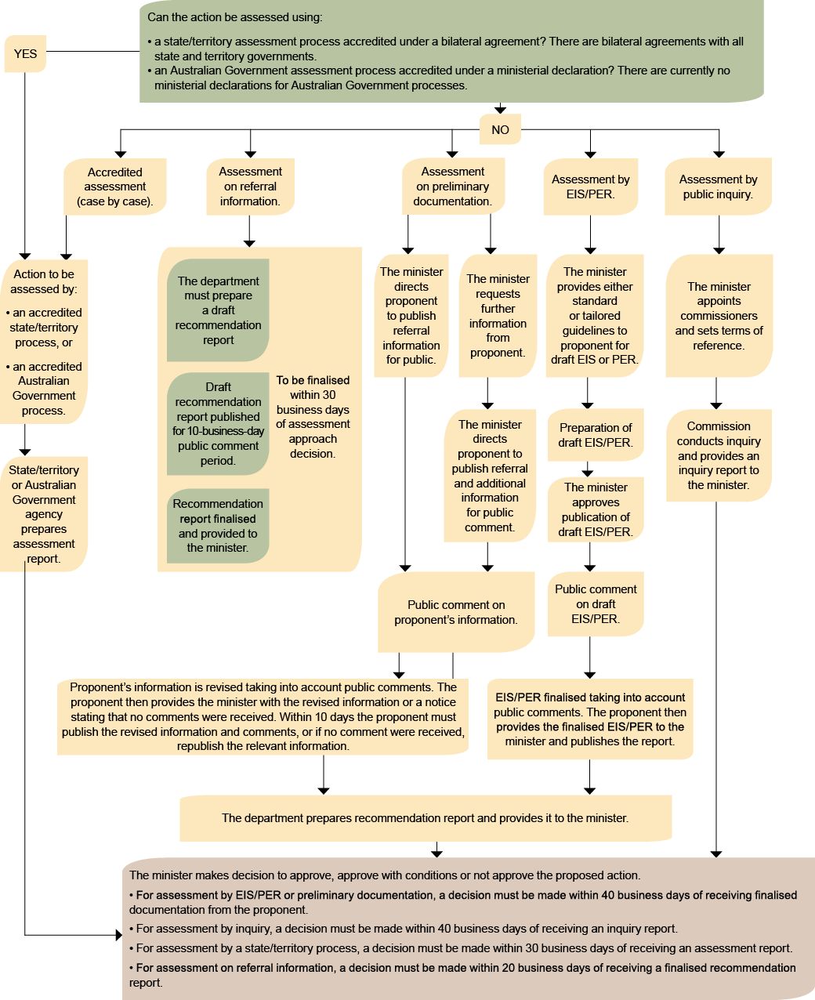 Can the action be assessed using:
• a state/territory assessment process accredited under a bilateral agreement? There are bilateral agreements with all
state and territory governments.
• an Australian Government assessment process accredited under a ministerial declaration? There are currently no
ministerial declarations for Australian Government processes.
YES
NO
Accredited
assessment
(case by case).
Assessment
on referral
information.
Assessment
on preliminary
documentation.
Assessment by
EIS/PER.
Assessment by
public inquiry.
Action to be
assessed by:
• an accredited
state/territory
process, or
• an accredited
Australian
Government
process.
State/territory
or Australian
Government
agency
prepares
assessment
report.
The department
must prepare
a draft
recommendation
report
Draft
recommendation
report published
for 10-business-day
public comment
period.
Recommendation
report finalised
and provided to
the minister.
To be finalised
within 30
business days
of assessment
approach
decision.
The minister
directs
proponent
to publish
referral
information
for public.
The minister
requests
further
information
from
proponent.
The minister
directs
proponent to
publish referral
and additional
information
for public
comment.
Public comment on
proponent's information.
The minister
provides either
standard
or tailored
guidelines to
proponent for
draft EIS or PER.
Preparation of
draft EIS/PER.
The minister
approves
publication of
draft EIS/PER.
Public comment
on draft
EIS/PER.
The minister
appoints
commissioners
and sets terms of
reference.
Commission
conducts inquiry
and provides an
inquiry report to
the minister.
Proponent's information is revised taking into account public comments. The
proponent then provides the minister with the revised information or a notice
stating that no comments were received. Within 10 days the proponent must
publish the revised information and comments, or if no comment were received,
republish the relevant information.
EIS/PER finalised taking into account
public comments. The proponent then
provides the finalised EIS/PER to the
minister and publishes the report.
The department prepares recommendation report and provides it to the minister.
The minister makes decision to approve, approve with conditions or not approve the proposed action.
• For assessment by EIS/PER or preliminary documentation, a decision must be made within 40 business days of receiving finalised
documentation from the proponent.
• For assessment by inquiry, a decision must be made within 40 business days of receiving an inquiry report.
• For assessment by a state/territory process, a decision must be made within 30 business days of receiving an assessment report.
• For assessment on referral information, a decision must be made within 20 business days of receiving a finalised recommendation
report.